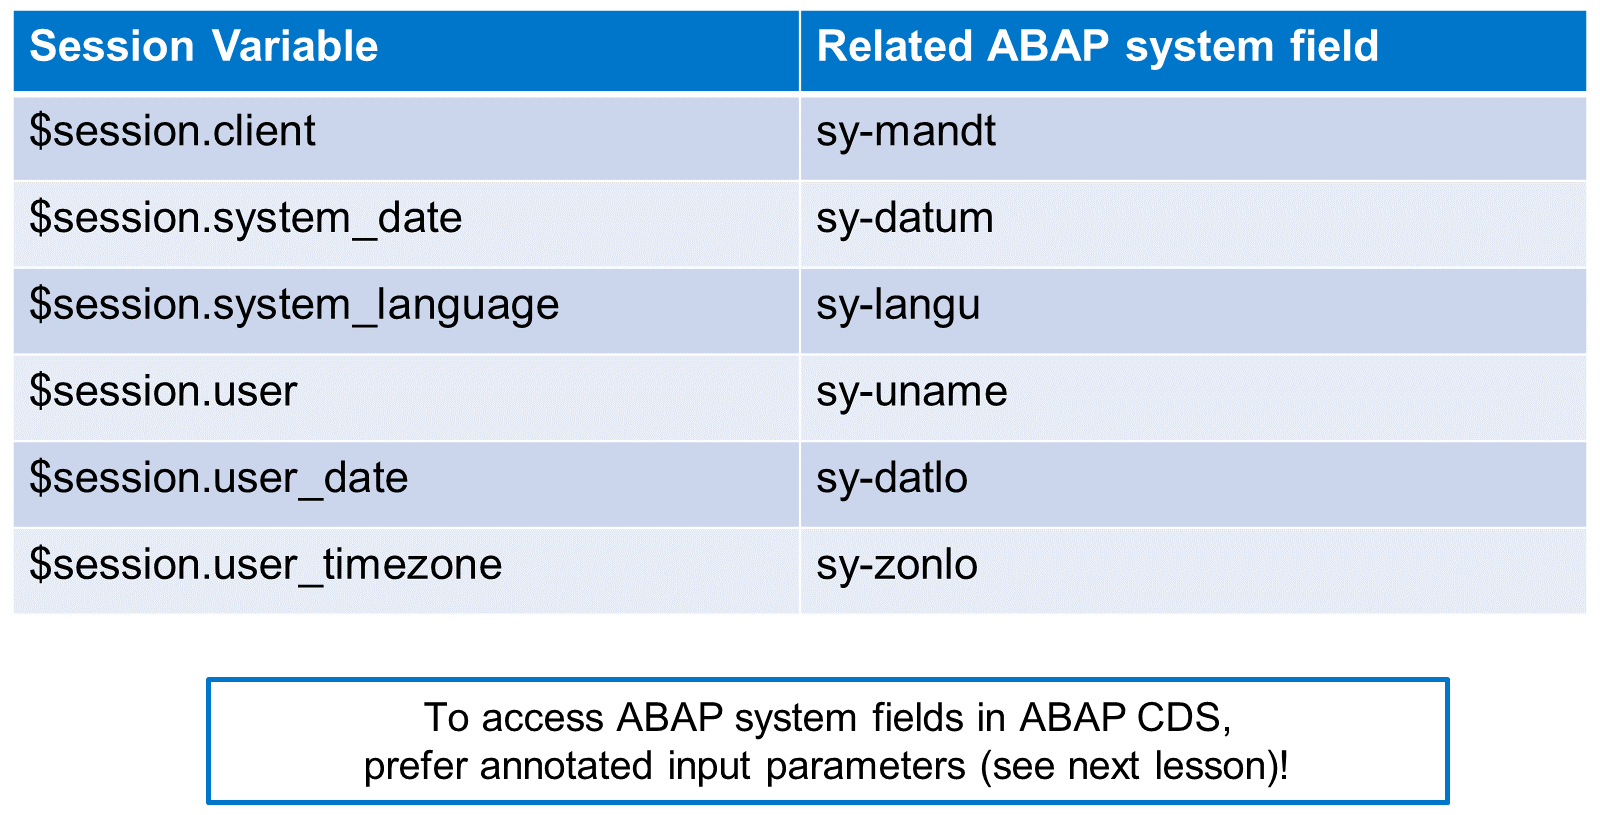 Session Variable Related ABAP system field
$session.client sy-mandt
$session.system_date sy-datum
$session.system_language sy-langu
$session.user sy-uname
$session.user_date sy-datlo
$session.user_timezone sy-zonlo
To access ABAP system fields in ABAP CDS,
prefer annotated input parameters (see next lesson)!